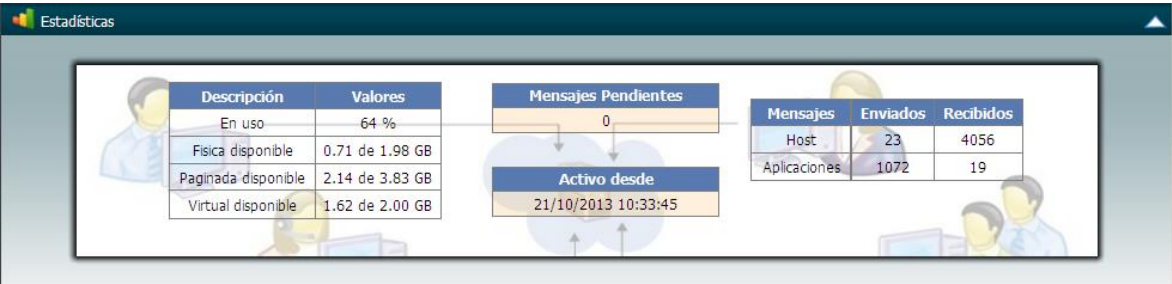 Estadísticas
Descripción Valores
En uso 64 %
Fisica disponible 0.71 de 1.98 GB
Paginada disponible 2.14 de 3.83 GB
Virtual disponible 1.62 de 2.00 GB
Mensajes Pendientes
0
Activo desde
21/10/2013 10:33:45
Mensajes Enviados Recibidos
Host 23 4056
Aplicaciones 1072 19